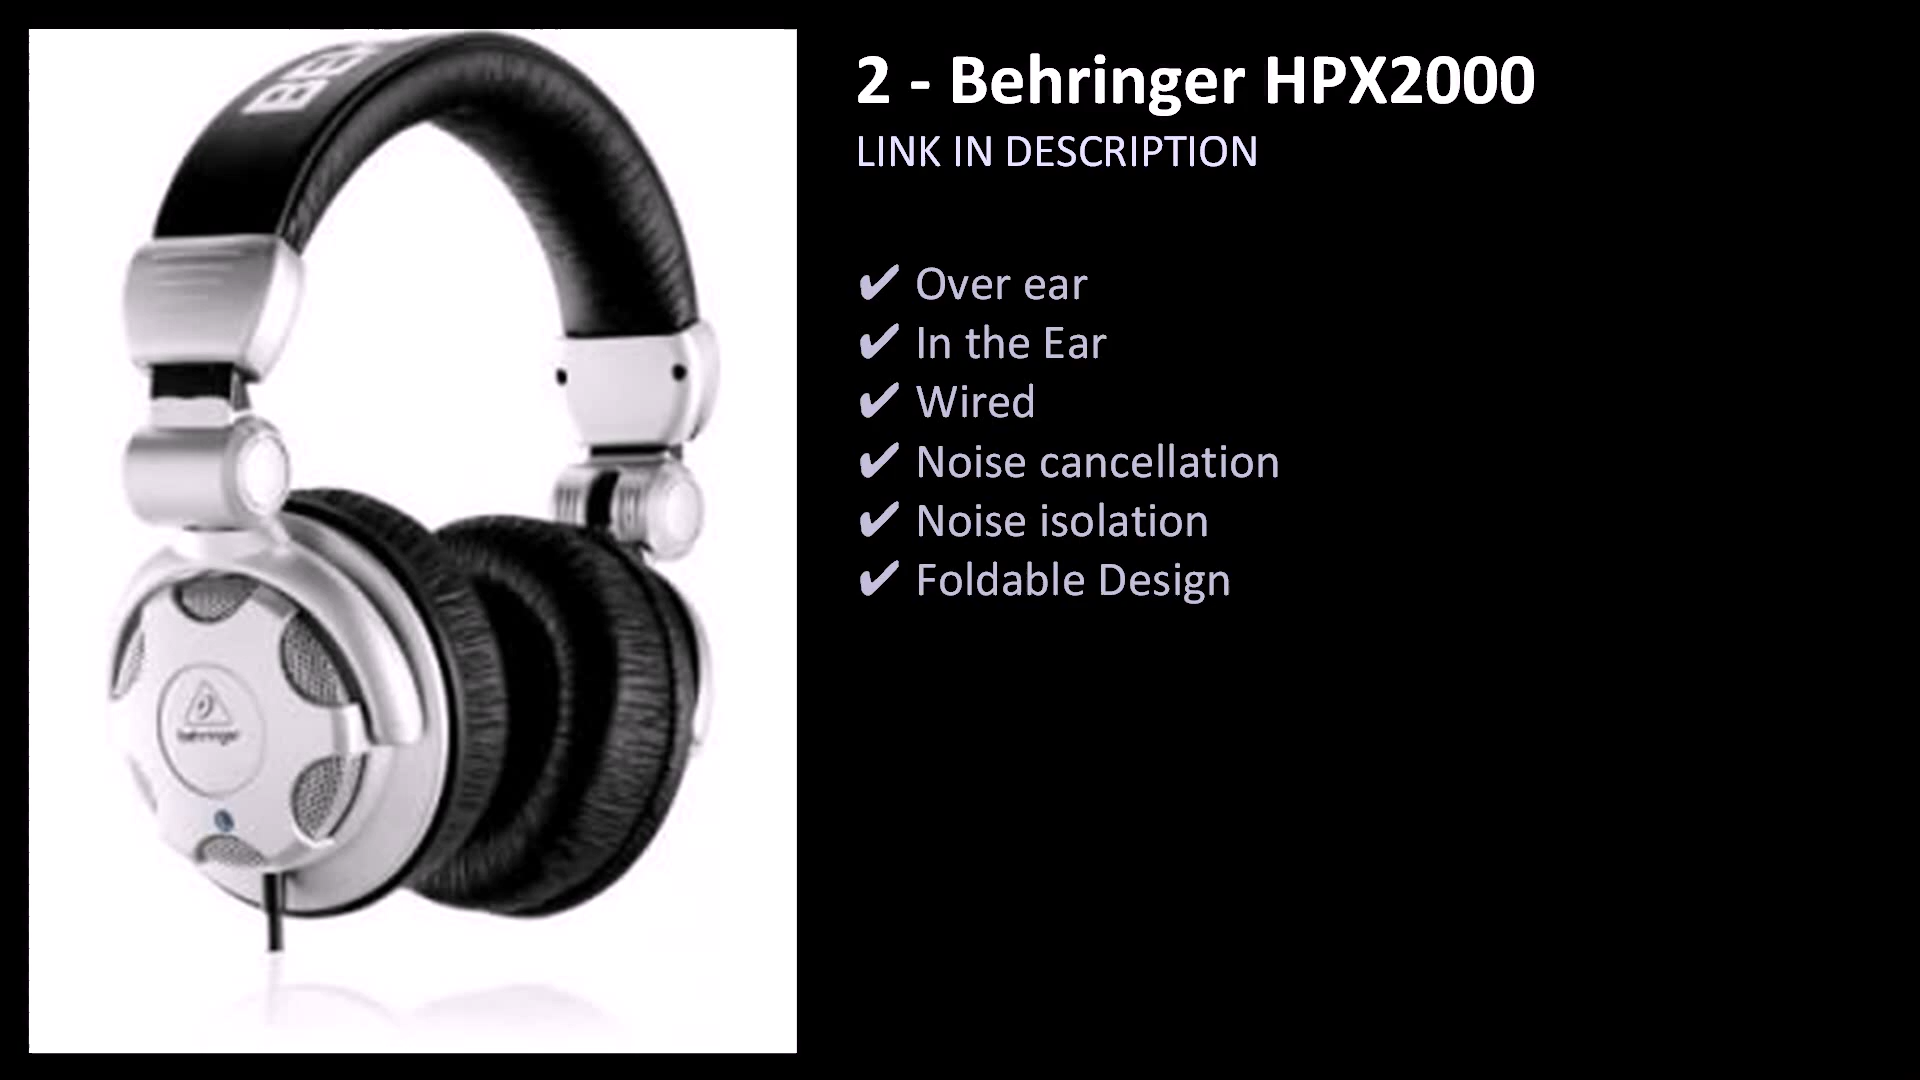 2 - Behringer HPX2000
LINK IN DESCRIPTION
✔ Over ear
✔ In the Ear
✔ Wired
✔ Noise cancellation
✔ Noise isolation
✔ Foldable Design
behringer